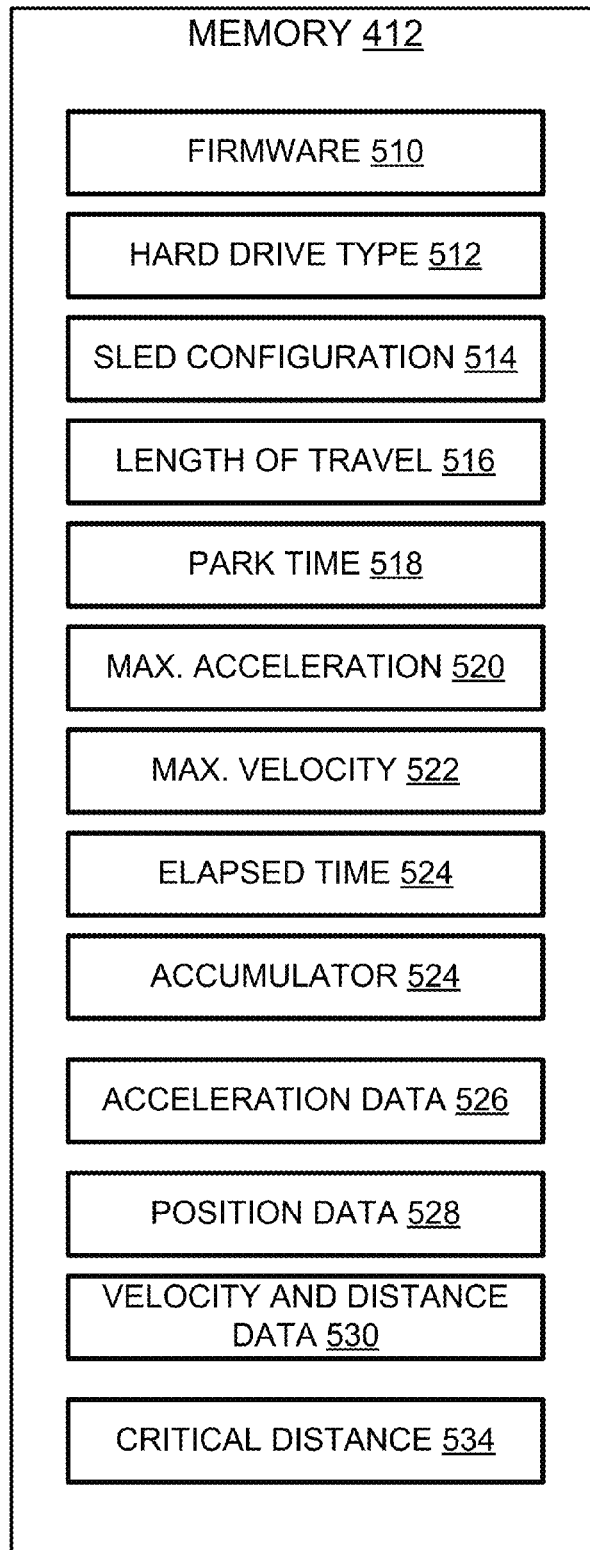 MEMORY 412
FIRMWARE 510
HARD DRIVE TYPE 512
SLED CONFIGURATION 514
LENGTH OF TRAVEL 516
PARK TIME 518
MAX. ACCELERATION 520
MAX. VELOCITY 522
ELAPSED TIME 524
ACCUMULATOR 524
ACCELERATION DATA 526
POSITION DATA 528
VELOCITY AND DISTANCE
DATA 530
CRITICAL DISTANCE 534